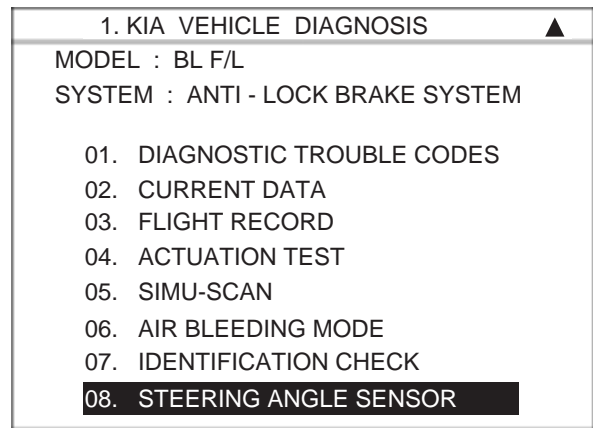 1. KIA VEHICLE DIAGNOSIS ▲
MODEL : BL F/L
SYSTEM : ANTI - LOCK BRAKE SYSTEM
01. DIAGNOSTIC TROUBLE CODES
02. CURRENT DATA
03. FLIGHT RECORD
04. ACTUATION TEST
05. SIMU-SCAN
06. AIR BLEEDING MODE
07. IDENTIFICATION CHECK
08. STEERING ANGLE SENSOR